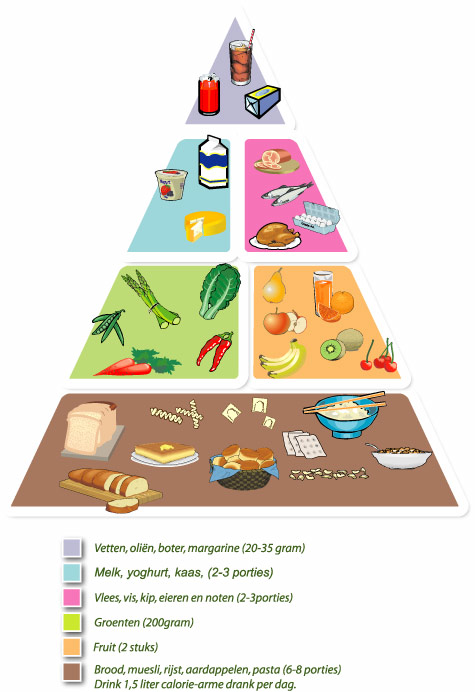 Vetten, oliën, boter, margarine (20-35 gram)
Melk, yoghurt, kaas, (2-3 porties)
Vlees, vis, kip, eieren en noten (2-3porties)
Groenten (200gram)
Fruit (2 stuks)
Brood, muesli, rijst, aardappelen, pasta (6-8 porties)
Drink 1,5 liter calorie-arme drank per dag.